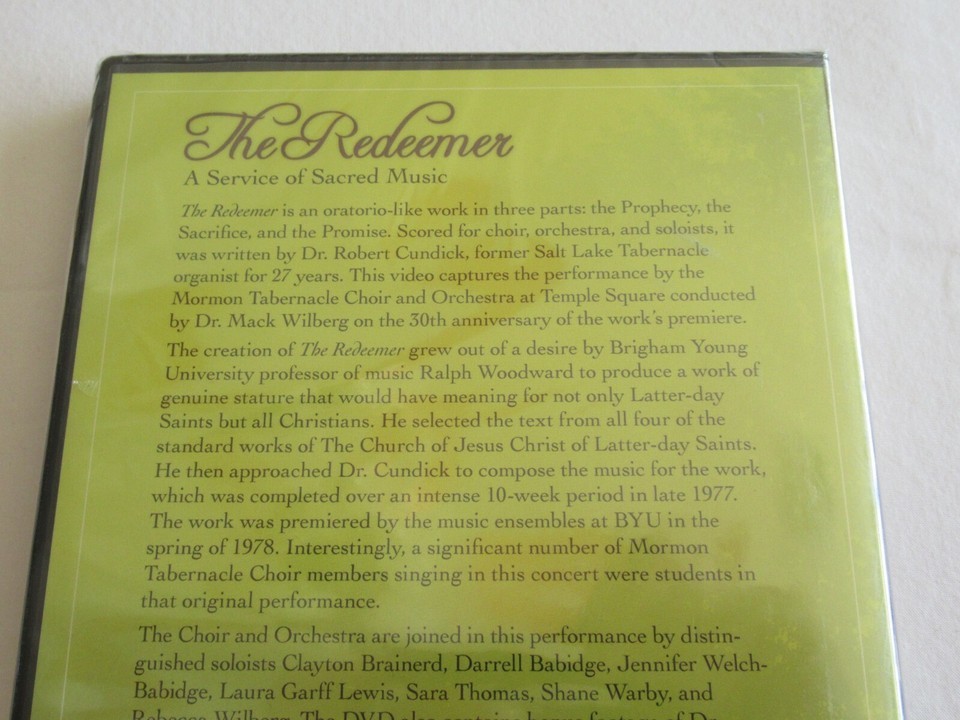 The Redeemer
A Service of Sacred Music
The Redeemer is an oratorio-like work in three parts: the Prophecy, the
Sacrifice, and the Promise. Scored for choir, orchestra, and soloists, it
was written by Dr. Robert Cundick, former Salt Lake Tabernacle
organist for 27 years. This video captures the performance by the
Mormon Tabernacle Choir and Orchestra at Temple Square conducted
by Dr. Mack Wilberg on the 30th anniversary of the work's premiere.
The creation of The Redeemer grew out of a desire by Brigham Young
University professor of music Ralph Woodward to produce a work of
genuine stature that would have meaning for not only Latter-day
Saints but all Christians. He selected the text from all four of the
standard works of The Church of Jesus Christ of Latter-day Saints.
He then approached Dr. Cundick to compose the music for the work,
which was completed over an intense 10-week period in late 1977.
The work was premiered by the music ensembles at BYU in the
spring of 1978. Interestingly, a significant number of Mormon
Tabernacle Choir members singing in this concert were students in
that original performance.
The Choir and Orchestra are joined in this performance by distin-
guished soloists Clayton Brainerd, Darrell Babidge, Jennifer Welch-
Babidge, Laura Garff Lewis, Sara Thomas, Shane Warby, and
Rebecca Wilberg. The DVD also contains bonus feature of Dr.